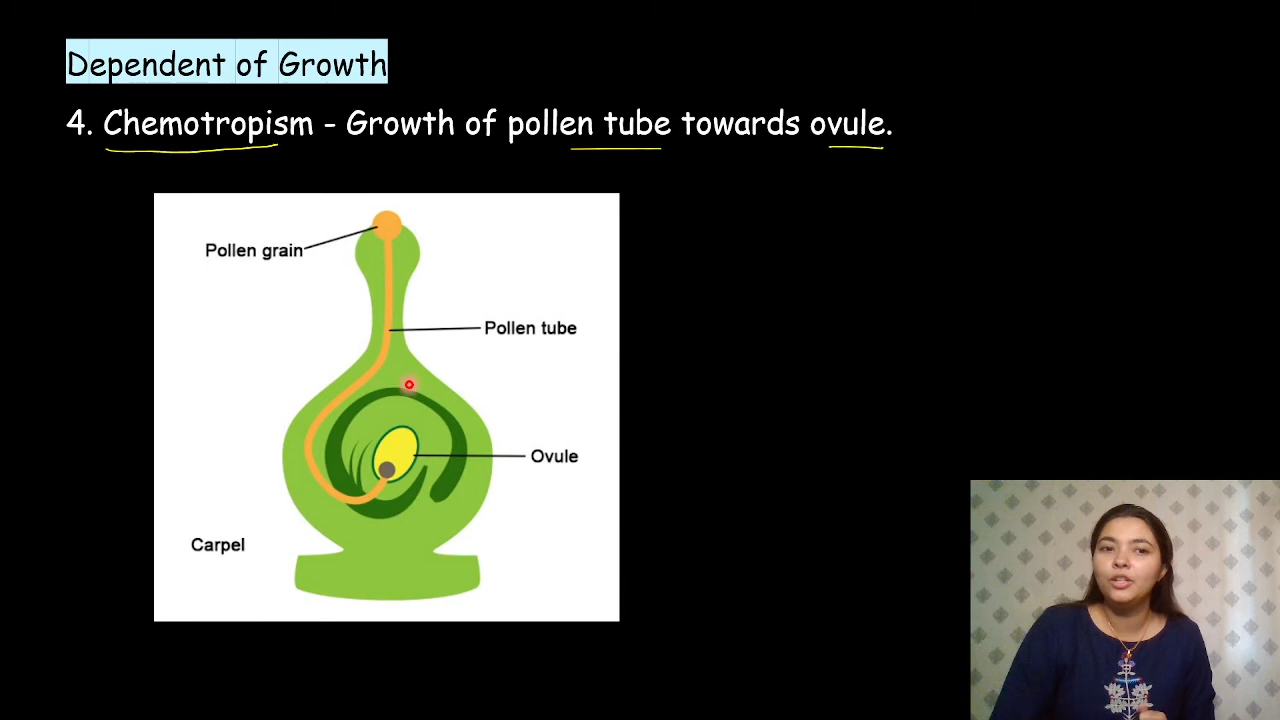 Dependent of Growth
4. Chemotropism - Growth of pollen tube towards ovule.
Pollen grain
Pollen tube
Ovule
Carpel